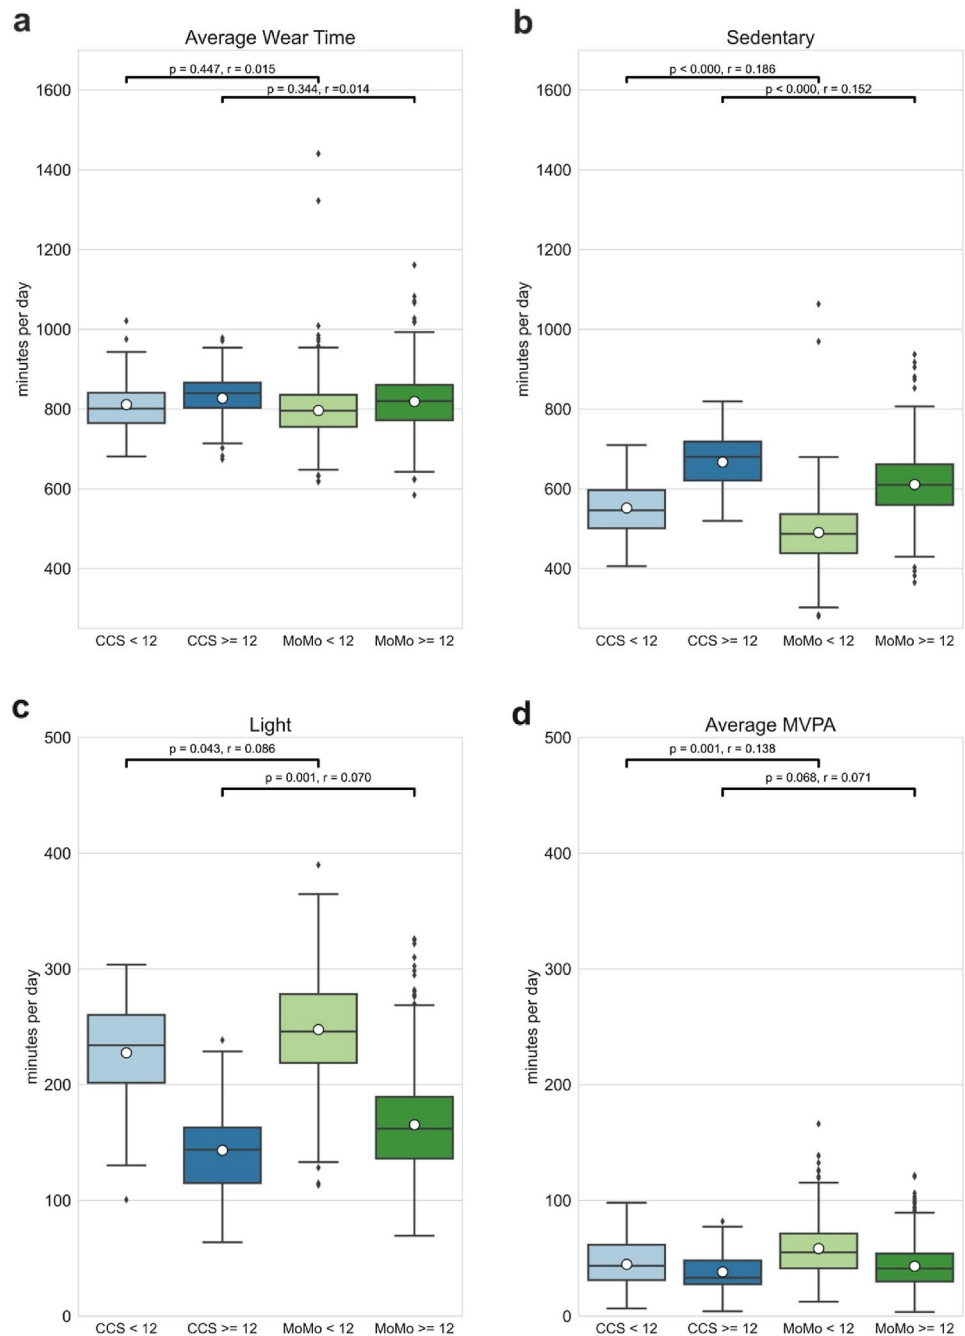 a
Average Wear Time
p = 0.447, r = 0.015
p = 0.344, r =0.014
1600
1400
1200
1000
800
600
400
minutes per day
CCS < 12 CCS >= 12 MoMo < 12 MoMo >= 12
b
Sedentary
p < 0.000, r = 0.186
p < 0.000, r = 0.152
1600
1400
1200
1000
800
600
400
minutes per day
CCS < 12 CCS >= 12 MoMo < 12 MoMo >= 12
c
Light
p = 0.043, r = 0.086
p = 0.001, r = 0.070
500
400
300
200
100
0
minutes per day
CCS < 12 CCS >= 12 MoMo < 12 MoMo >= 12
d
Average MVPA
p = 0.001, r = 0.138
p = 0.068, r = 0.071
500
400
300
200
100
0
minutes per day
CCS < 12 CCS >= 12 MoMo < 12 MoMo >= 12